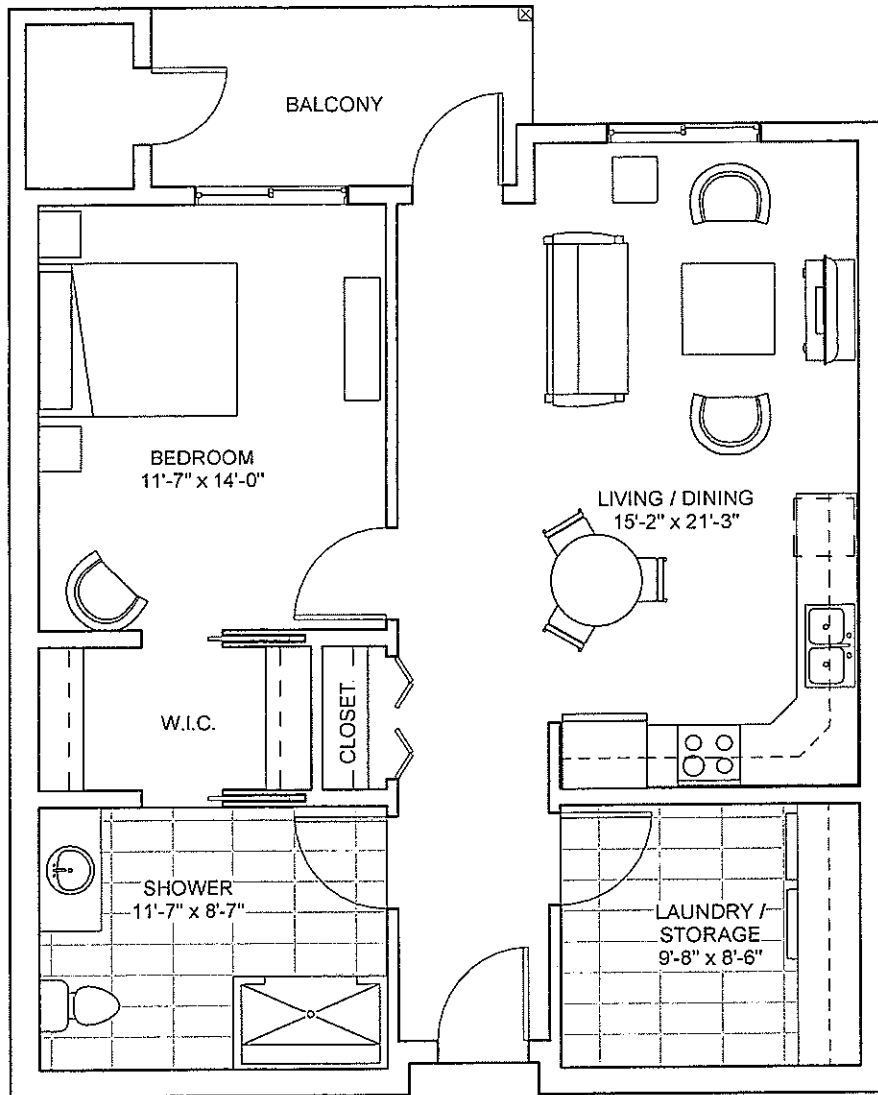 BALCONY
BEDROOM
11'-7" x 14'-0"
LIVING / DINING
15'-2" x 21'-3"
W.I.C.
CLOSET
SHOWER
11'-7" x 8'-7"
LAUNDRY /
STORAGE
9'-8" x 8'-6"